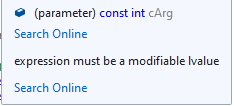 (parameter) const int cArg
Search Online
expression must be a modifiable lvalue
Search Online